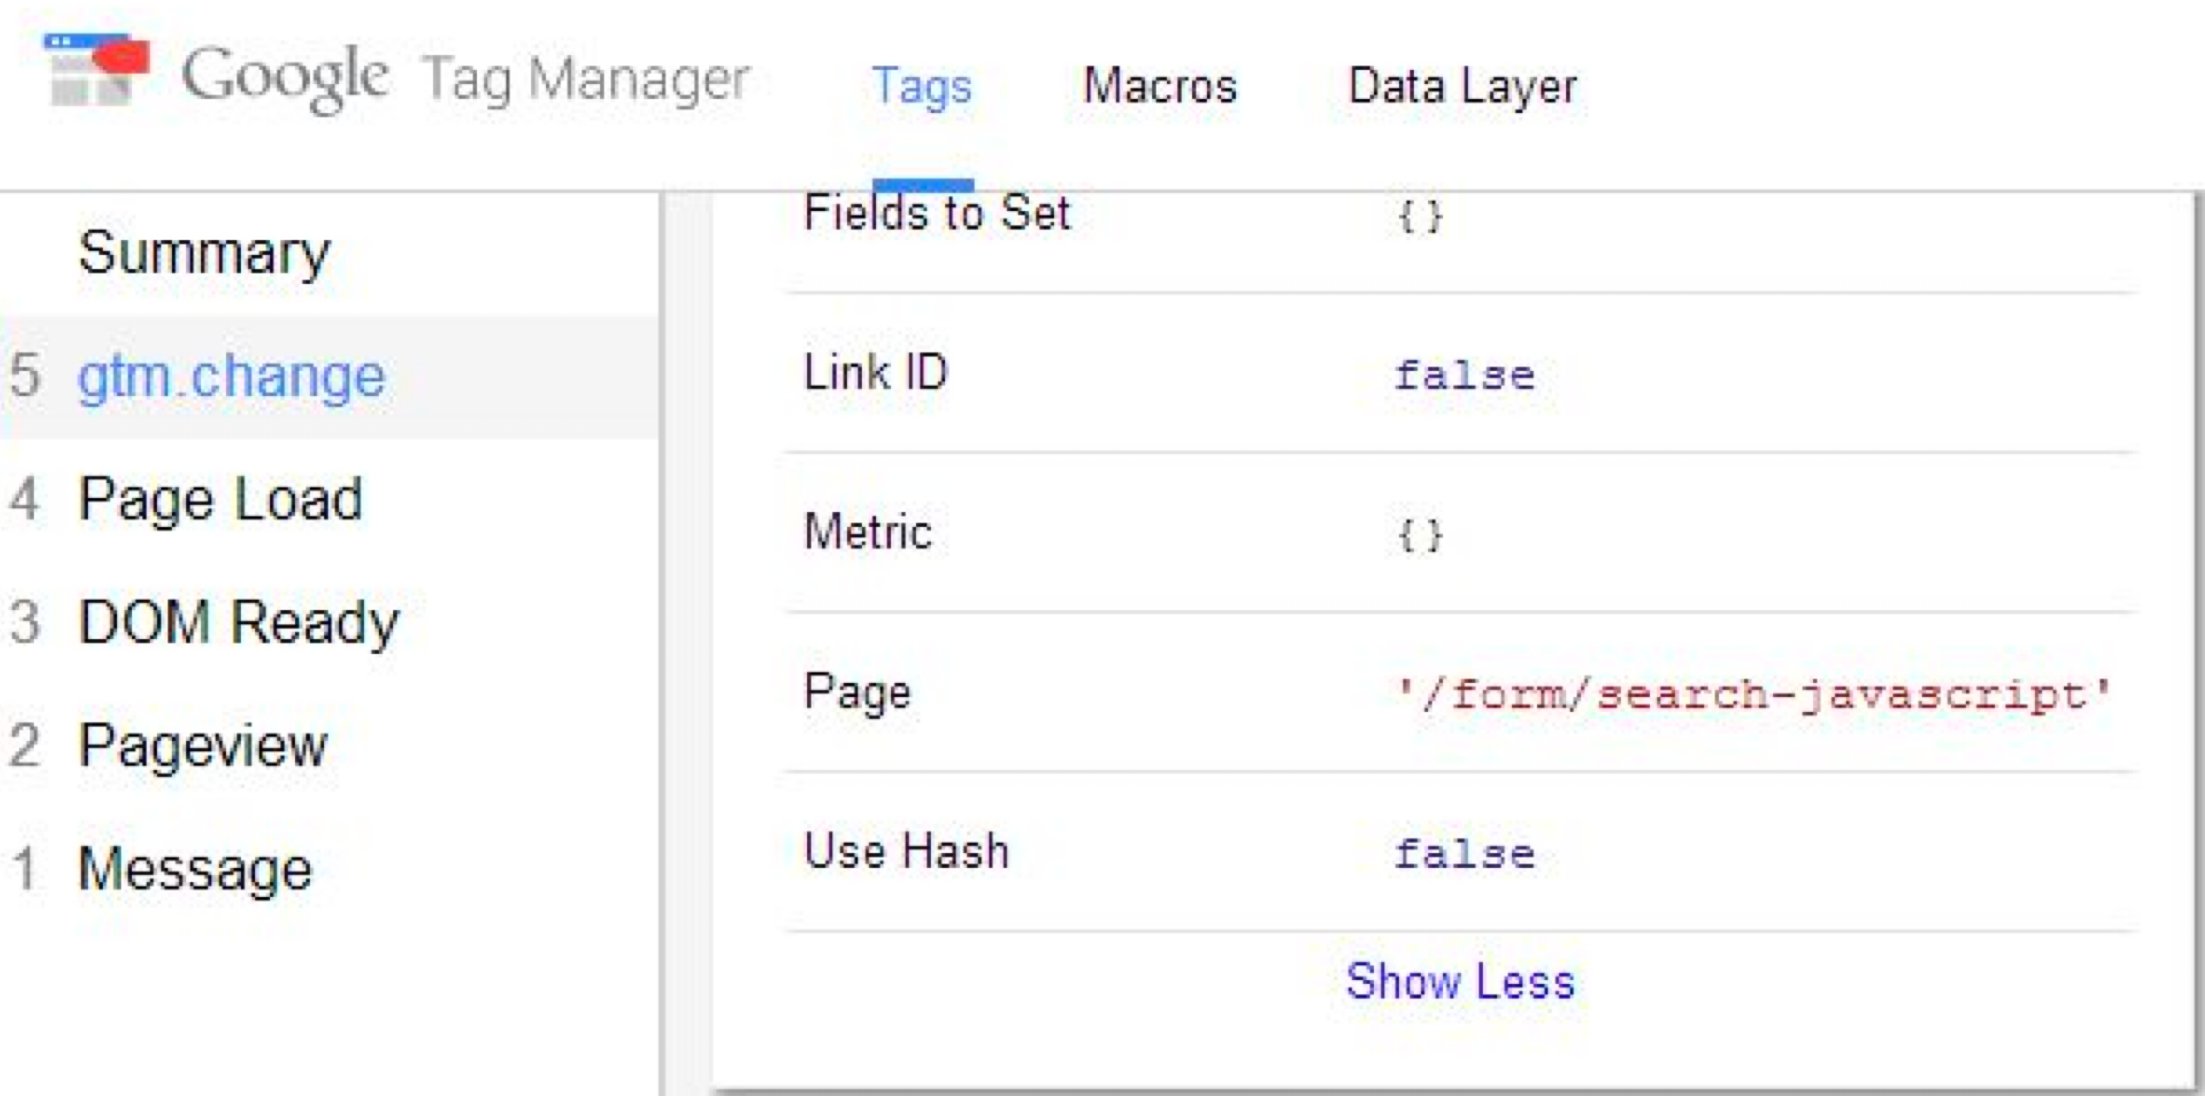 Google Tag Manager Tags Macros Data Layer
Summary
5 gtm.change
4 Page Load
3 DOM Ready
2 Pageview
1 Message
Fields to Set {}
Link ID false
Metric {}
Page '/form/search-javascript'
Use Hash false
Show Less